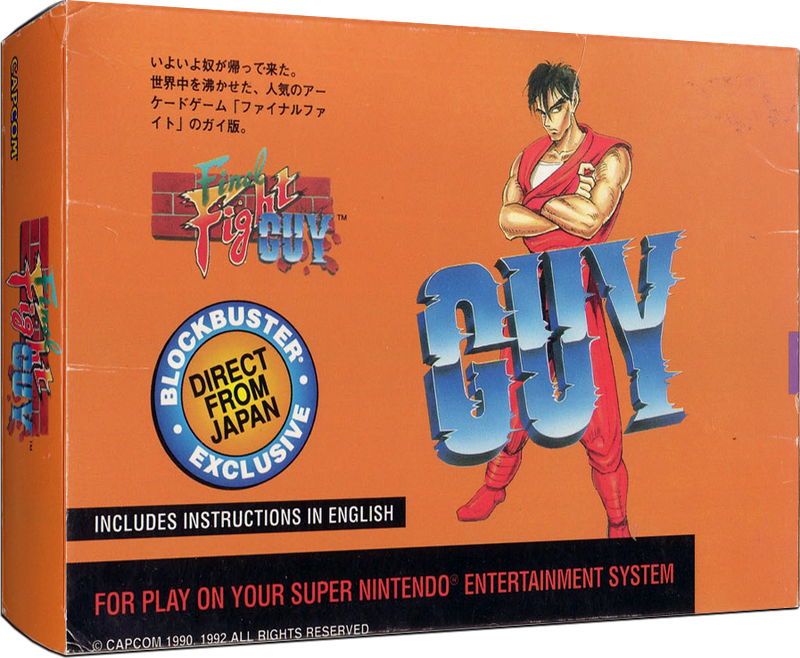 CAPCOM
Final
Fight
GUY
TM
いよいよ奴が帰って来た。
世界中を沸かせた、人気のアー
ケードゲーム「ファイナルファ
イト」のガイ版。
Final
Fight
GUY
TM
BLOCKBUSTER®
DIRECT
FROM
JAPAN
EXCLUSIVE
GUY
INCLUDES INSTRUCTIONS IN ENGLISH
FOR PLAY ON YOUR SUPER NINTENDO® ENTERTAINMENT SYSTEM
© CAPCOM 1990, 1992 ALL RIGHTS RESERVED